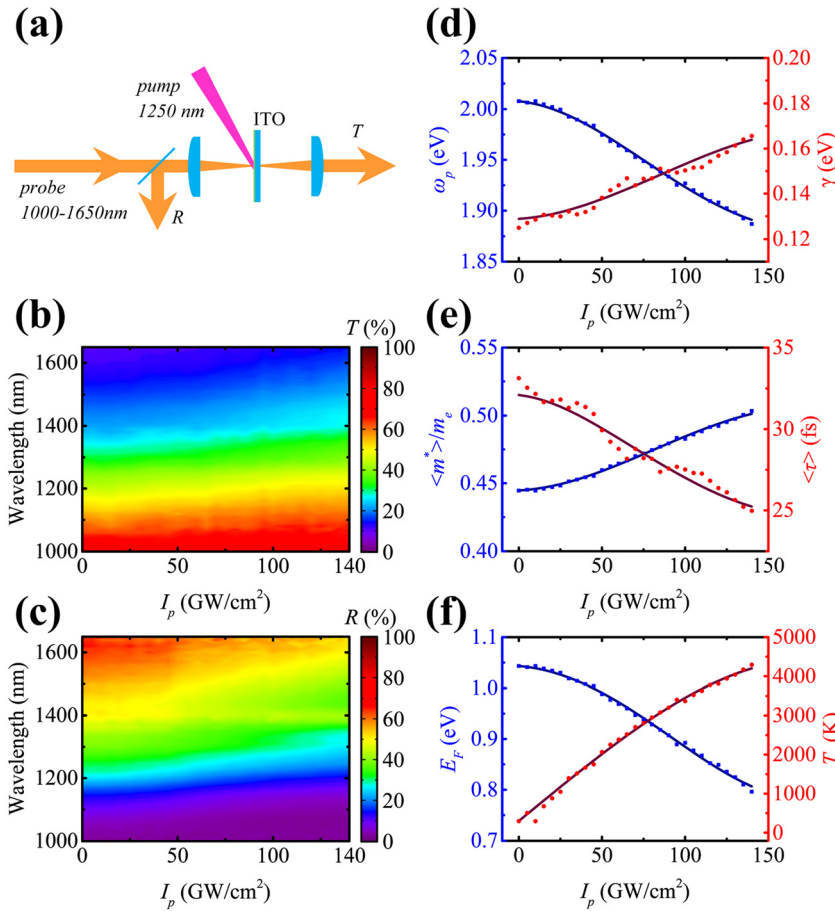 (a)
pump
1250 nm
ITO
T
probe
1000-1650nm
R
(b)
T (%)
Wavelength (nm)
1600
1400
1200
1000
0 50 100 140
100
80
60
40
20
0
I_p (GW/cm²)
(c)
R (%)
Wavelength (nm)
1600
1400
1200
1000
0 50 100 140
100
80
60
40
20
0
I_p (GW/cm²)
(d)
ω_p (eV)
2.05
2.00
1.95
1.90
1.85
γ (eV)
0.20
0.18
0.16
0.14
0.12
0 50 100 150
I_p (GW/cm²)
(e)
<m*>/m_e
0.55
0.50
0.45
0.40
<τ> (fs)
35
30
25
0 50 100 150
I_p (GW/cm²)
(f)
E_F (eV)
1.1
1.0
0.9
0.8
0.7
5000
4000
3000
2000
1000
0
0 50 100 150
I_p (GW/cm²)